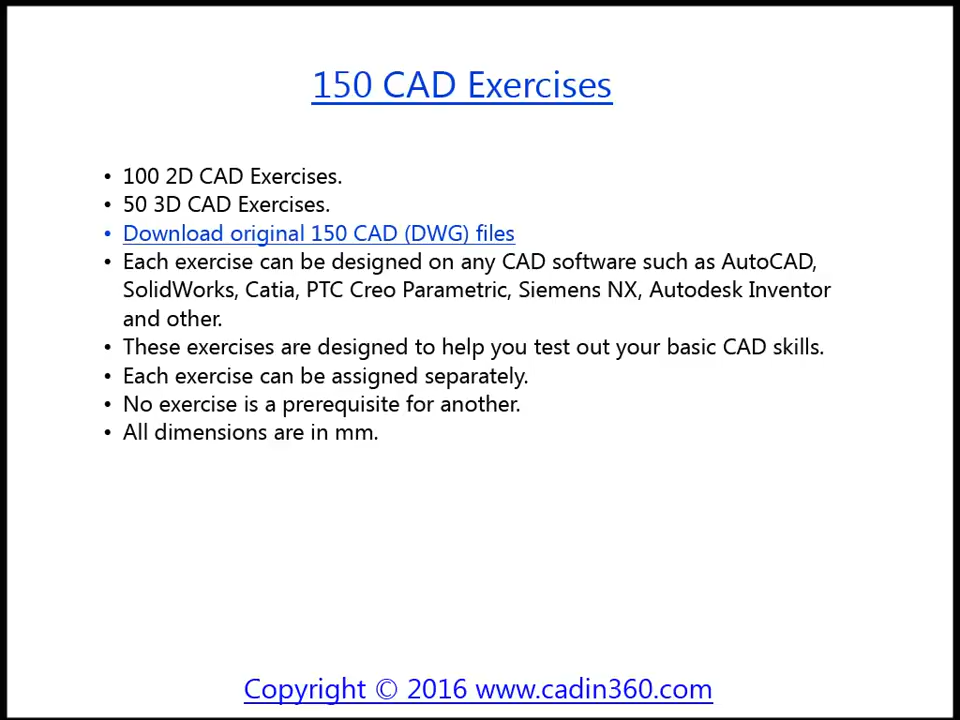 150 CAD Exercises
• 100 2D CAD Exercises.
• 50 3D CAD Exercises.
• Download original 150 CAD (DWG) files
• Each exercise can be designed on any CAD software such as AutoCAD,
SolidWorks, Catia, PTC Creo Parametric, Siemens NX, Autodesk Inventor
and other.
• These exercises are designed to help you test out your basic CAD skills.
• Each exercise can be assigned separately.
• No exercise is a prerequisite for another.
• All dimensions are in mm.
Copyright © 2016 www.cadin360.com